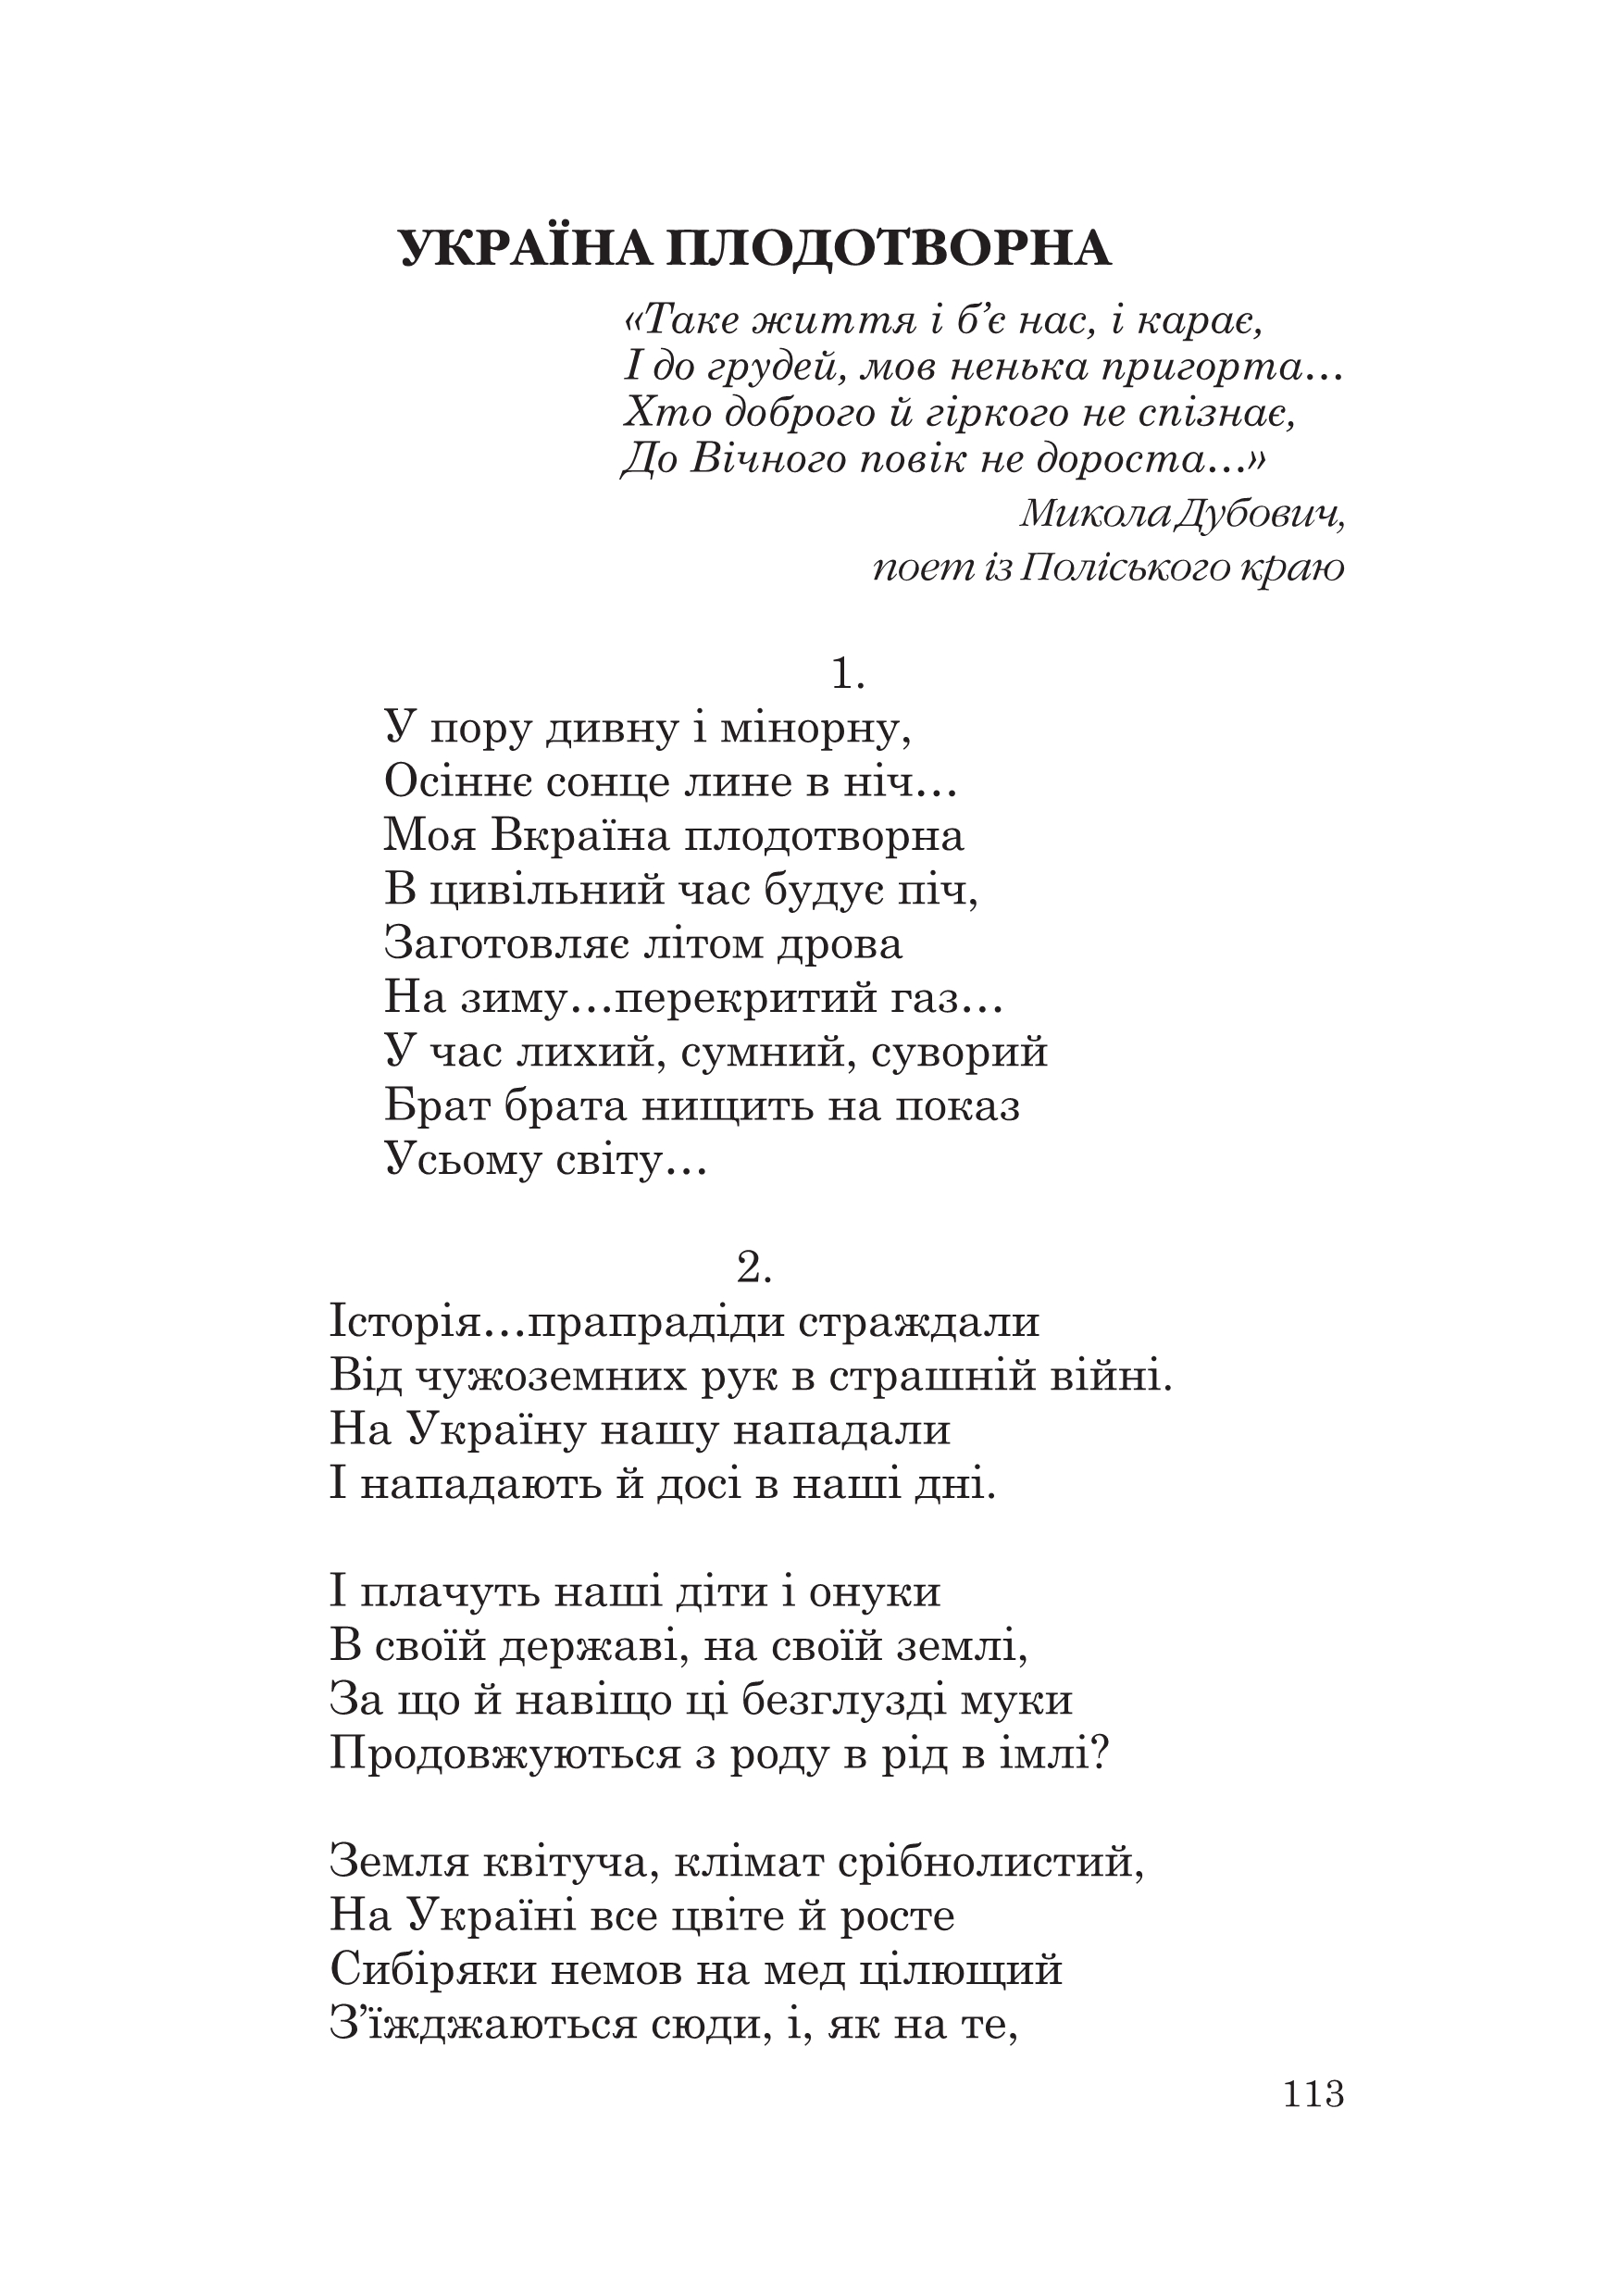 УКРАЇНА ПЛОДОТВОРНА
«Таке життя і б’є нас, і карає,
І до грудей, мов ненька пригорта...
Хто доброго й гіркого не спізнає,
До Вічного повік не дороста...»
Микола Дубович,
поет із Поліського краю
1.
У пору дивну і мінорну,
Осіннє сонце лине в ніч...
Моя Вкраїна плодотворна
В цивільний час будує піч,
Заготовляє літом дрова
На зиму...перекритий газ...
У час лихий, сумний, суворий
Брат брата нищить на показ
Усьому світу...
2.
Історія...прапрадіди страждали
Від чужоземних рук в страшній війні.
На Україну нашу нападали
І нападають й досі в наші дні.
І плачуть наші діти і онуки
В своїй державі, на своїй землі,
За що й навіщо ці безглузді муки
Продовжуються з роду в рід в імлі?
Земля квітуча, клімат срібнолистий,
На Україні все цвіте й росте
Сибіряки немов на мед цілющий
З’їжджаються сюди, і, як на те,
113